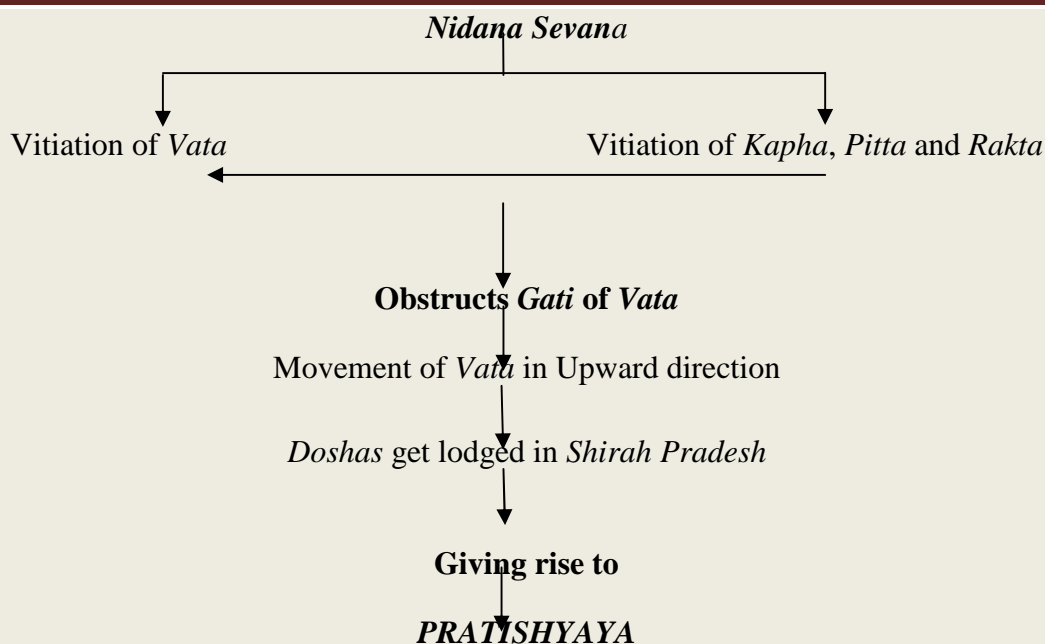 Nidana Sevana
Vitiation of Vata Vitiation of Kapha, Pitta and Rakta
Obstructs Gati of Vata
Movement of Vata in Upward direction
Doshas get lodged in Shirah Pradesh
Giving rise to
PRATISHYAYA